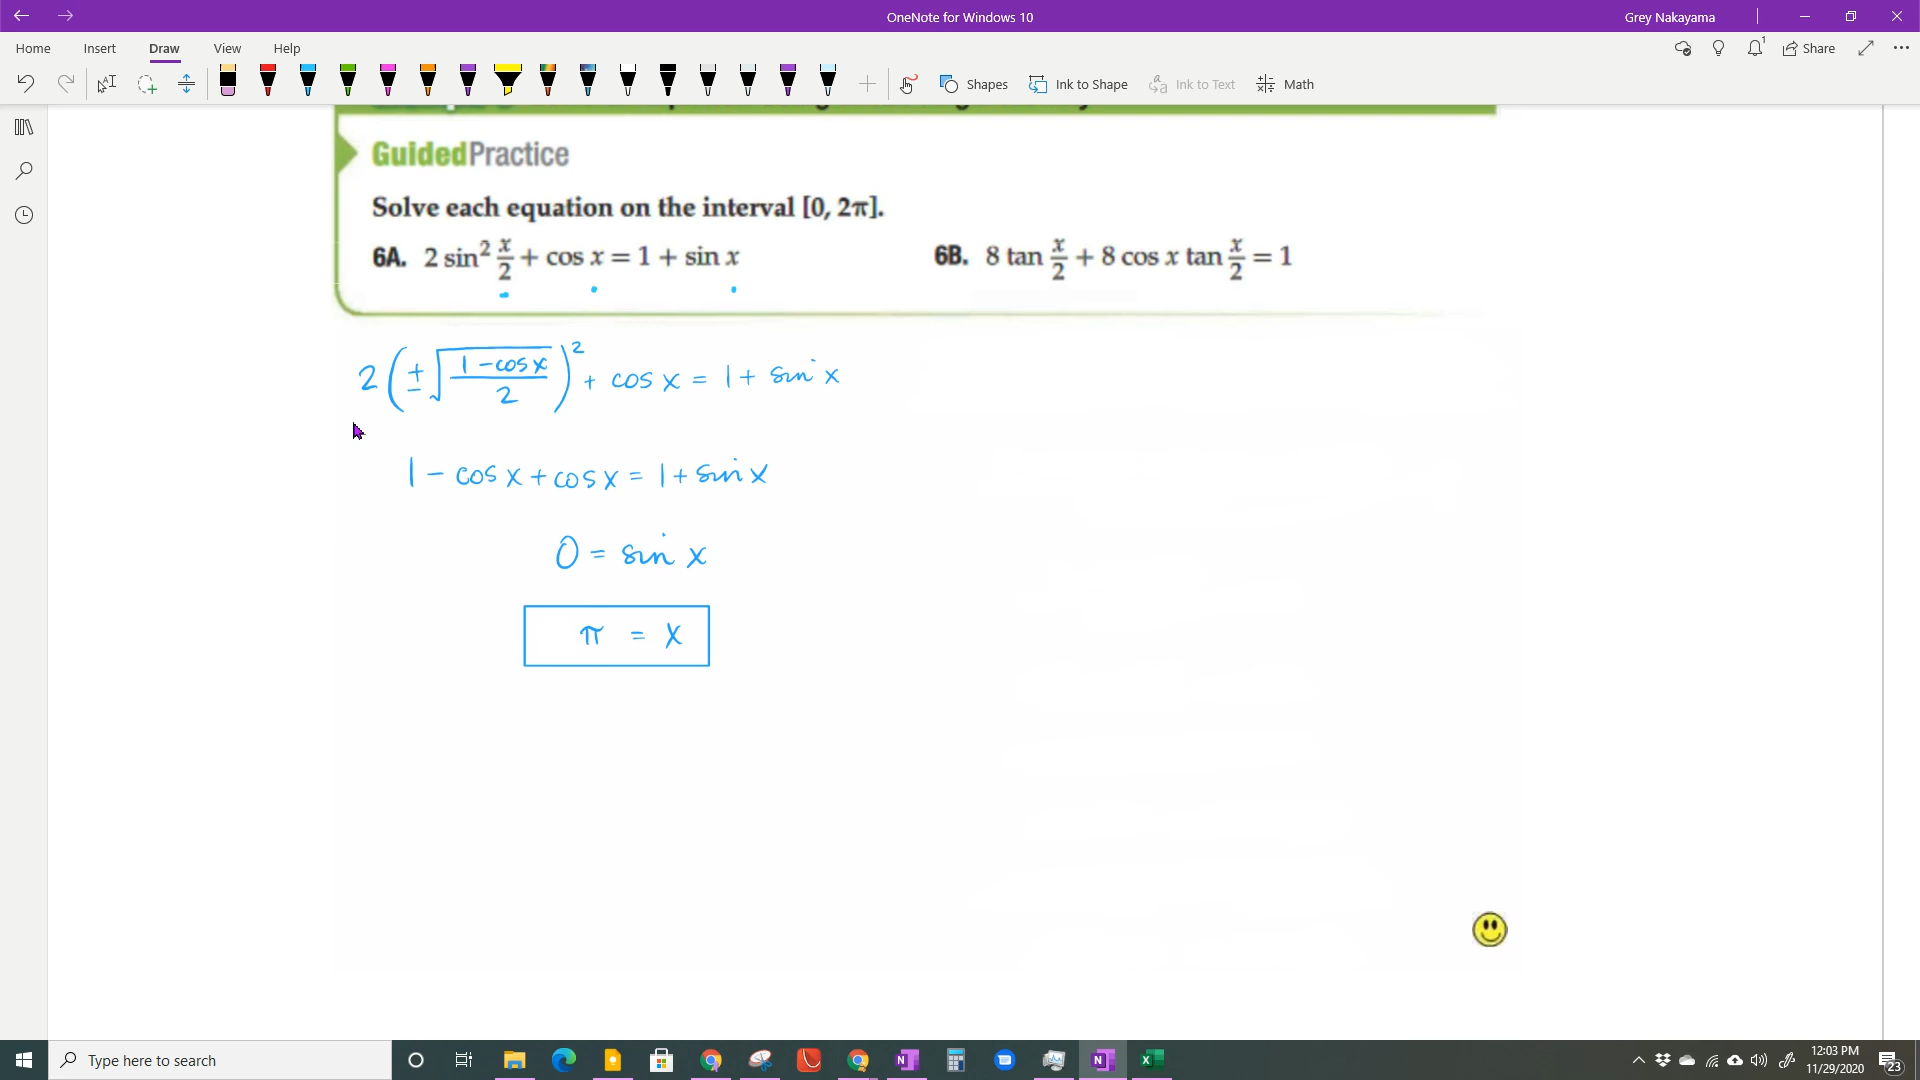 OneNote for Windows 10
Grey Nakayama
Home Insert Draw View Help
Share
Shapes Ink to Shape Ink to Text Math
GuidedPractice
Solve each equation on the interval [0, 2π].
6A. 2 sin² x/2 + cos x = 1 + sin x
6B. 8 tan x/2 + 8 cos x tan x/2 = 1
2(±√(1-cosx/2))² + cos x = 1 + sin x
1 - cos x + cos x = 1 + sin x
0 = sin x
π = x
Type here to search
12:03 PM
11/29/2020
23